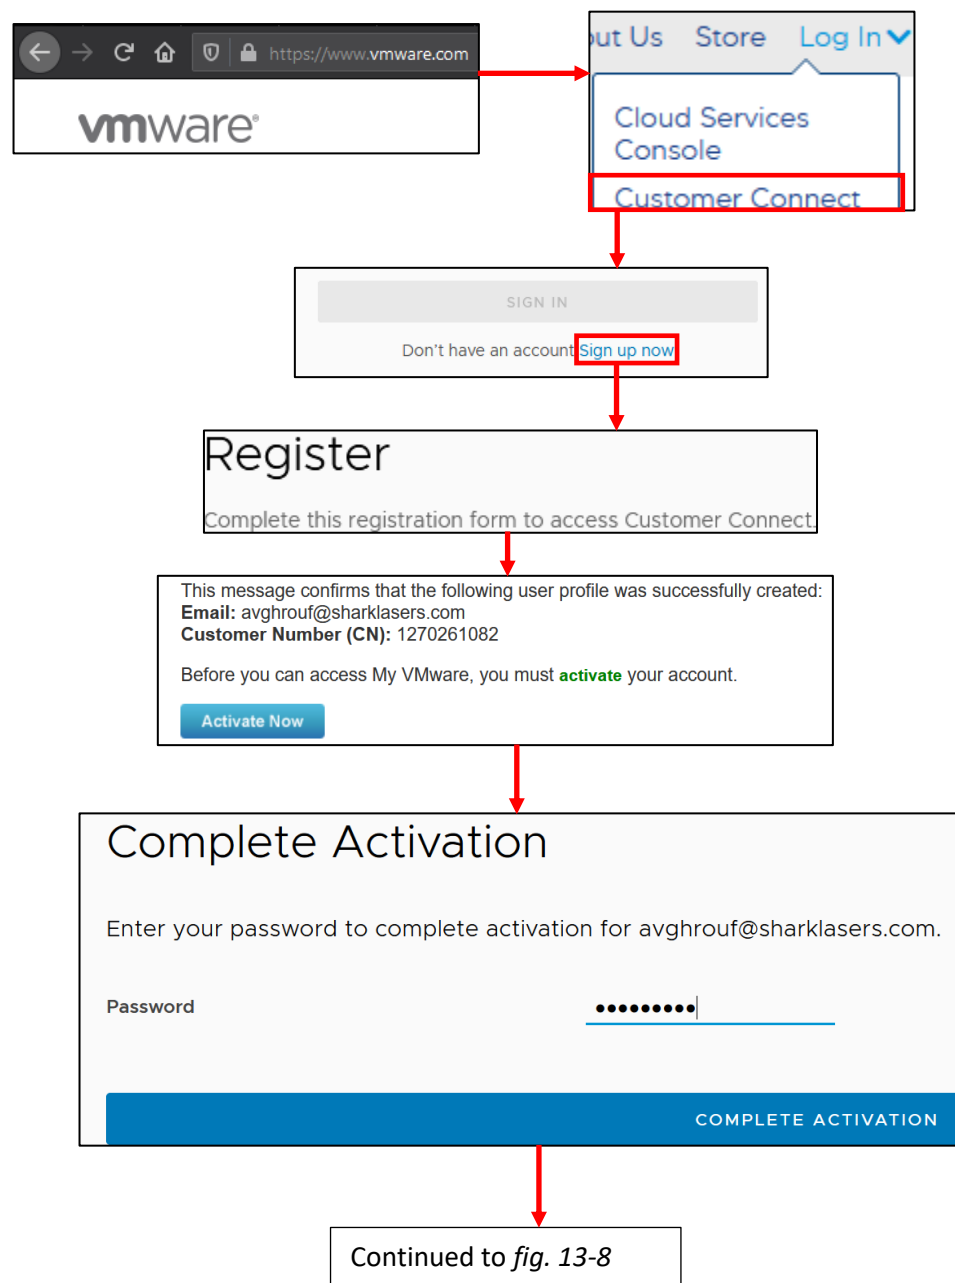 https://www.vmware.com
vmware®
out Us Store Log In
Cloud Services
Console
Customer Connect
SIGN IN
Don't have an account Sign up now
Register
Complete this registration form to access Customer Connect.
This message confirms that the following user profile was successfully created:
Email: avghrouf@sharklasers.com
Customer Number (CN): 1270261082
Before you can access My VMware, you must activate your account.
Activate Now
Complete Activation
Enter your password to complete activation for avghrouf@sharklasers.com.
Password
COMPLETE ACTIVATION
Continued to fig. 13-8